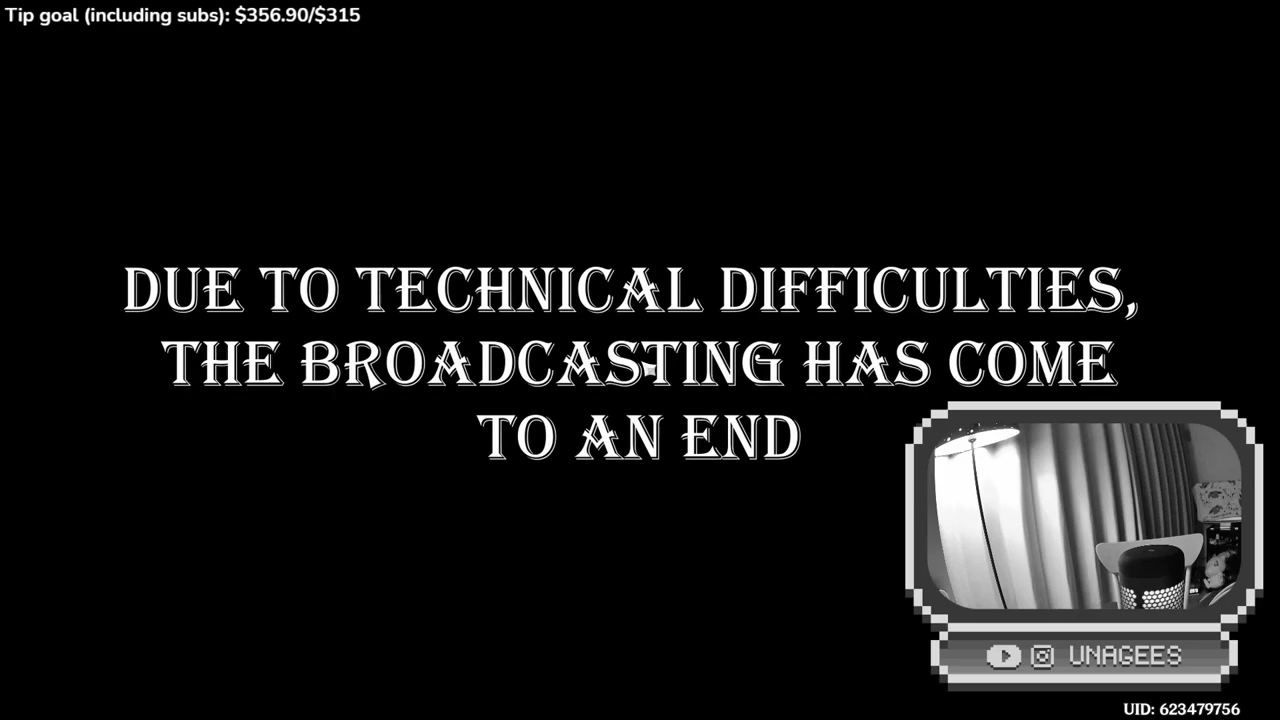 Tip goal (including subs): $356.90/$315
DUE TO TECHNICAL DIFFICULTIES,
THE BROADCASTING HAS COME
TO AN END
UNAGEES
UID: 623479756